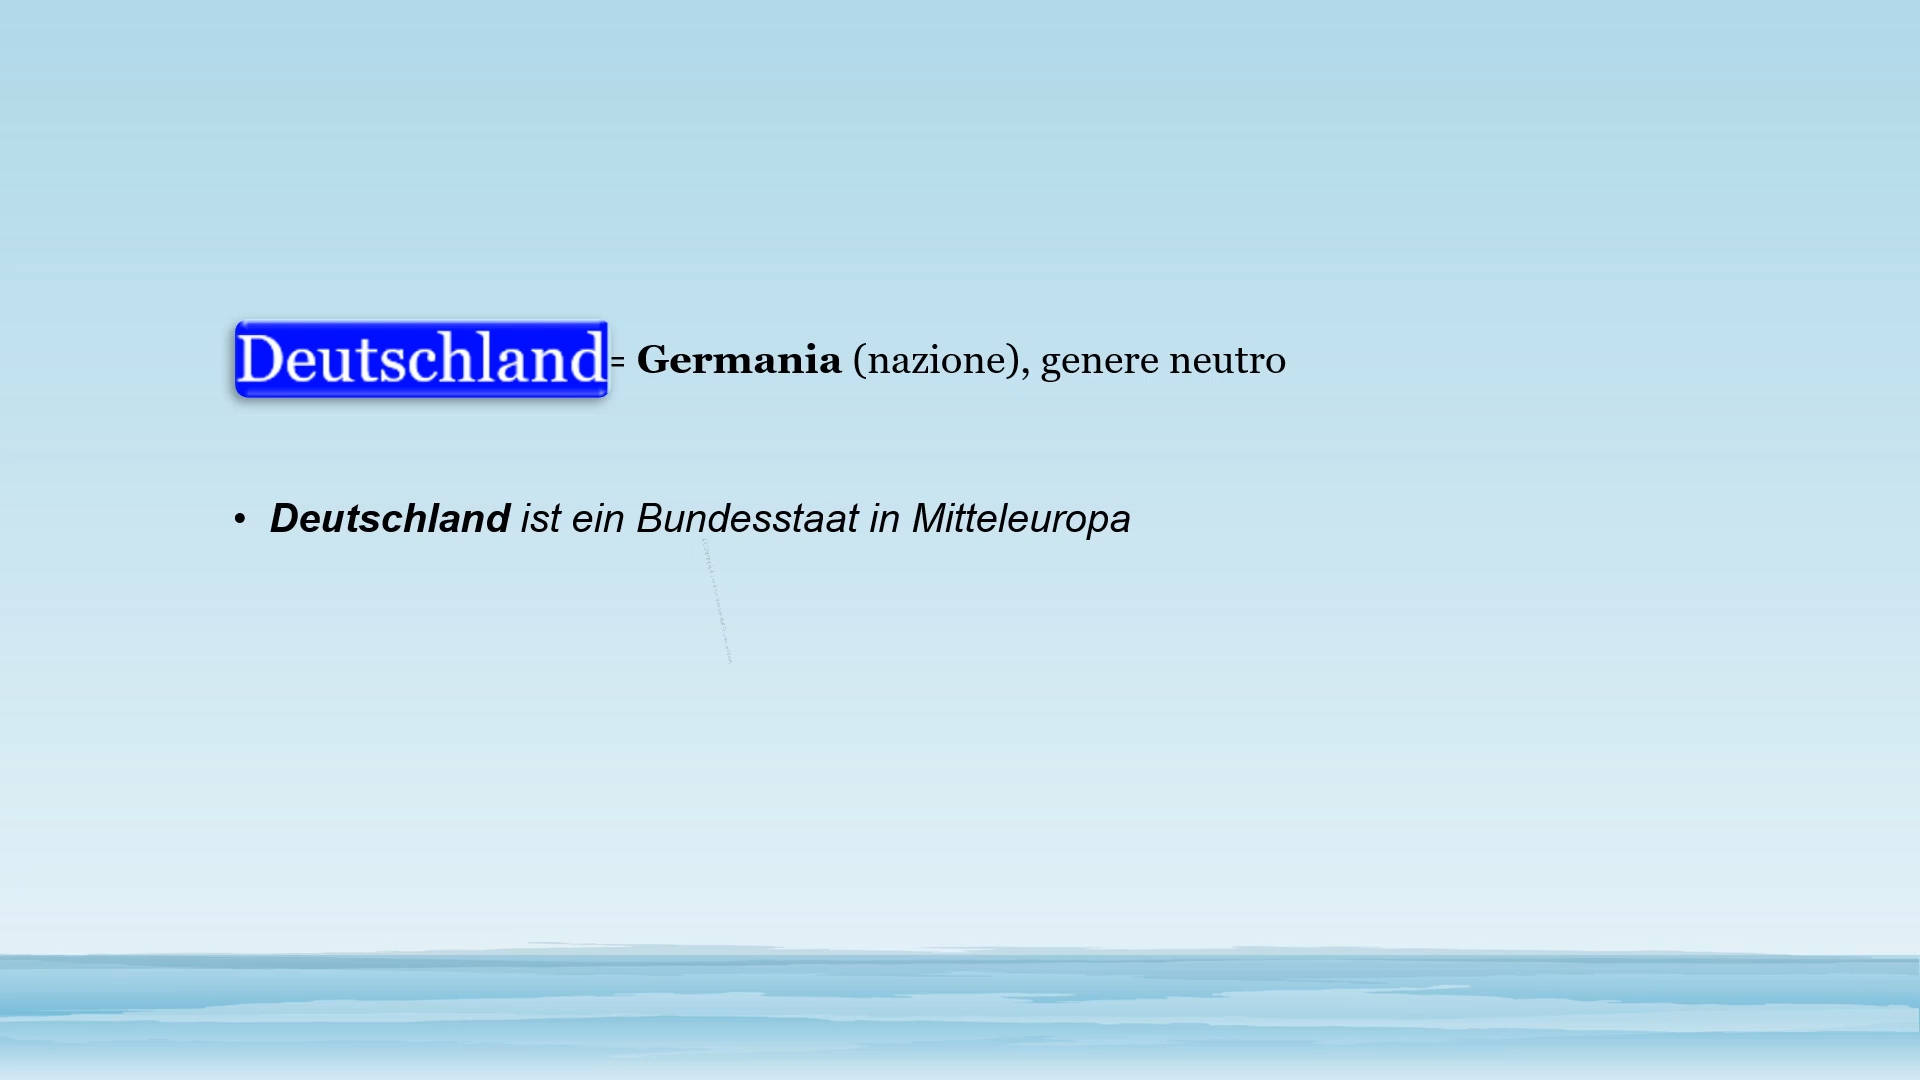 Deutschland = Germania (nazione), genere neutro
• Deutschland ist ein Bundesstaat in Mitteleuropa